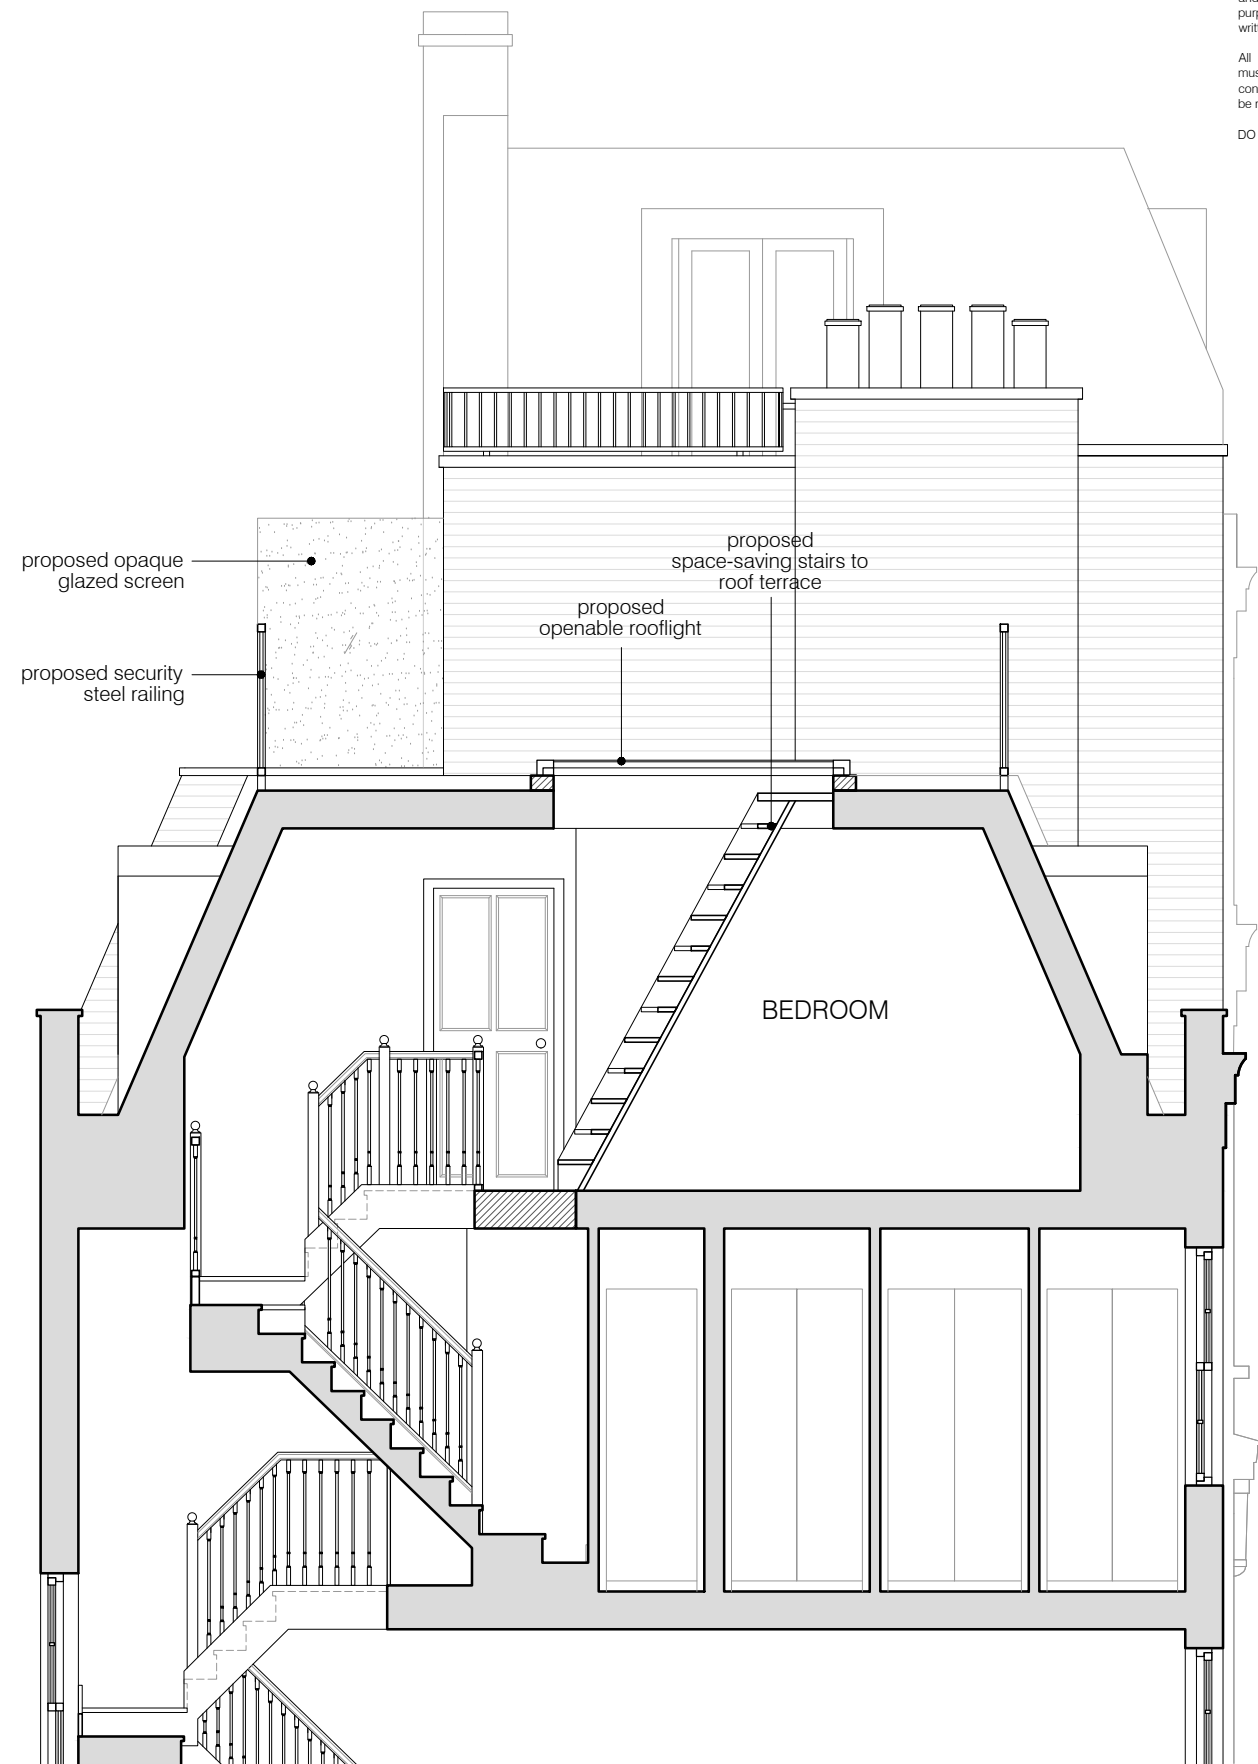 All
be r
DO
proposed opaque
glazed screen
proposed
space-saving stairs to
roof terrace
proposed
openable rooflight
proposed security
steel railing
BEDROOM